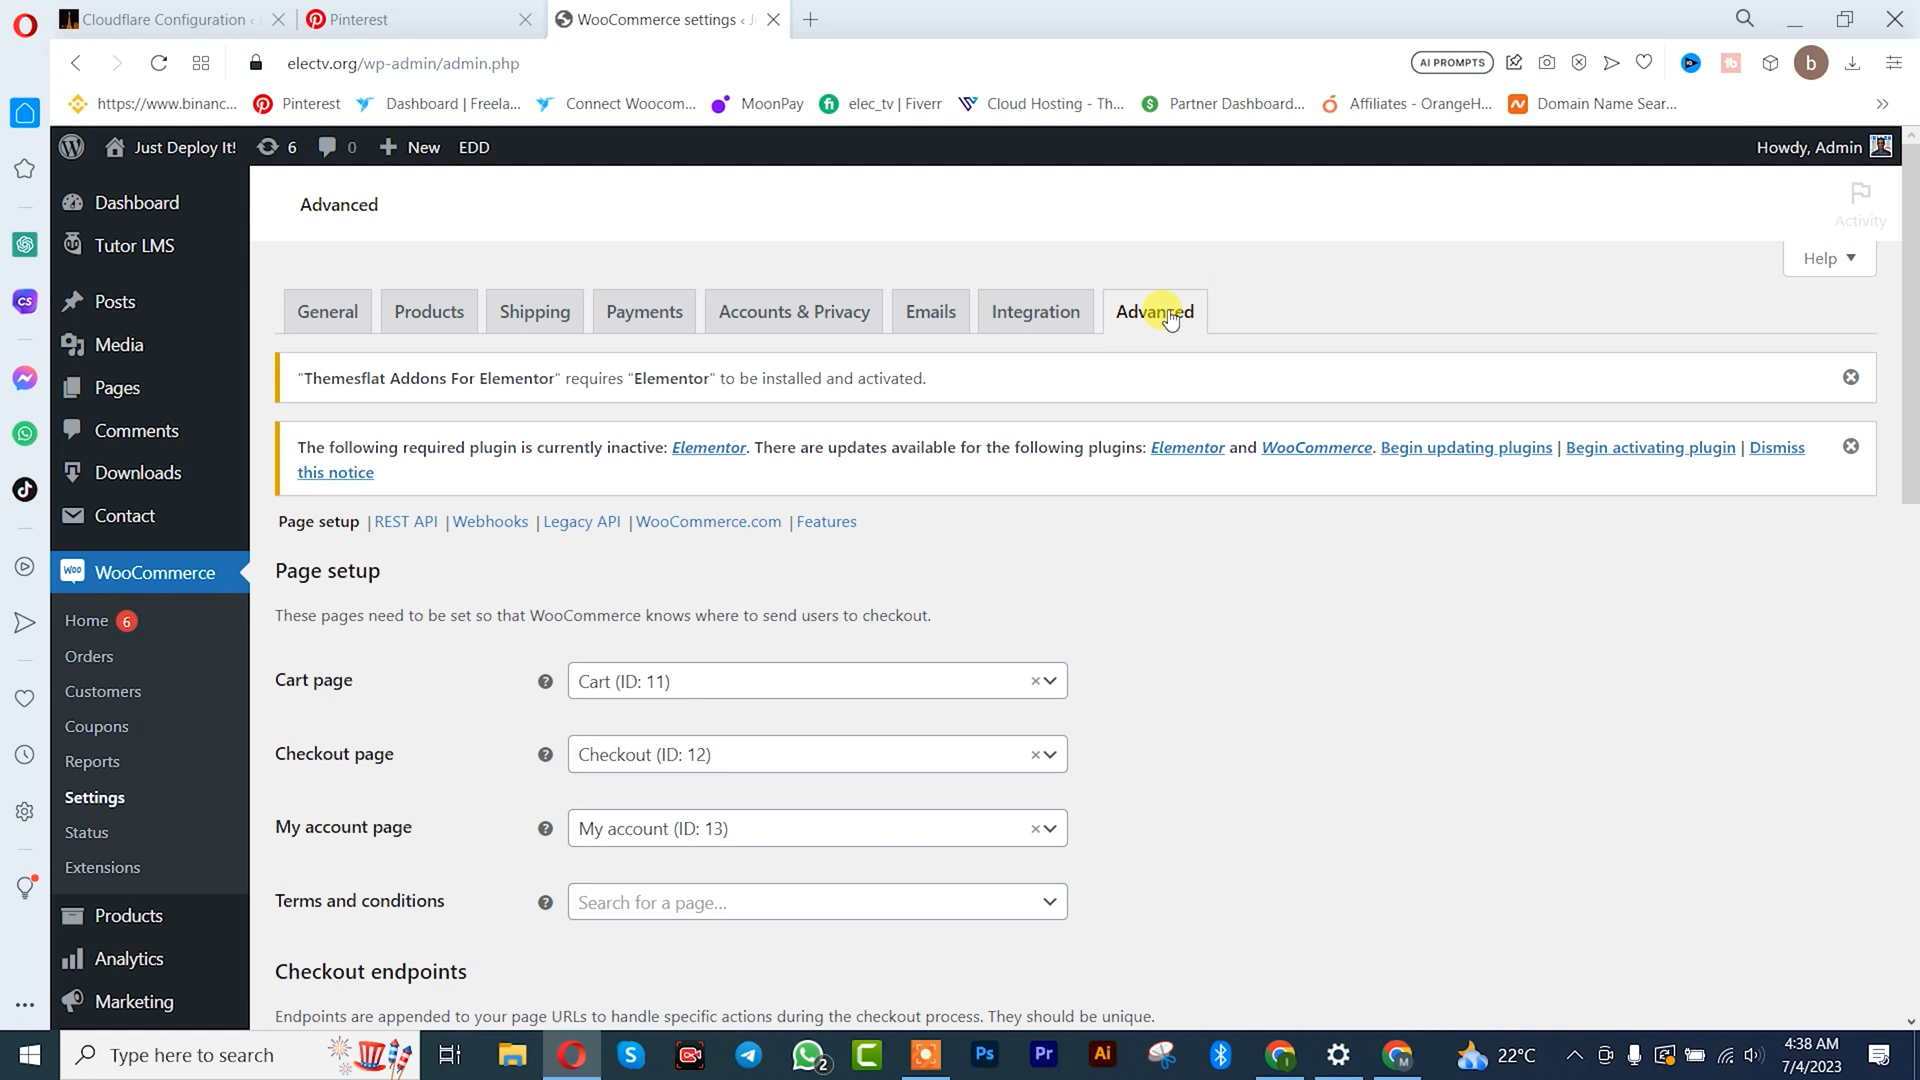 Cloudflare Configuration ‹
Pinterest
WooCommerce settings ‹ J
electv.org/wp-admin/admin.php
AI PROMPTS
b
https://www.binanc...
Pinterest
Dashboard | Freela...
Connect Woocom...
MoonPay
elec_tv | Fiverr
Cloud Hosting - Th...
Partner Dashboard...
Affiliates - OrangeH...
Domain Name Sear...
Just Deploy It!
6
0
New
EDD
Howdy, Admin
Dashboard
Tutor LMS
Posts
Media
Pages
Comments
Downloads
Contact
WooCommerce
Home 6
Orders
Customers
Coupons
Reports
Settings
Status
Extensions
Products
Analytics
Marketing
Advanced
Activity
Help
General
Products
Shipping
Payments
Accounts & Privacy
Emails
Integration
Advanced
"Themesflat Addons For Elementor" requires "Elementor" to be installed and activated.
The following required plugin is currently inactive: Elementor. There are updates available for the following plugins: Elementor and WooCommerce. Begin updating plugins | Begin activating plugin | Dismiss
this notice
Page setup | REST API | Webhooks | Legacy API | WooCommerce.com | Features
Page setup
These pages need to be set so that WooCommerce knows where to send users to checkout.
Cart page
Cart (ID: 11)
Checkout page
Checkout (ID: 12)
My account page
My account (ID: 13)
Terms and conditions
Search for a page...
Checkout endpoints
Endpoints are appended to your page URLs to handle specific actions during the checkout process. They should be unique.
Type here to search
2
Ps
Pr
Ai
22°C
4:38 AM
7/4/2023